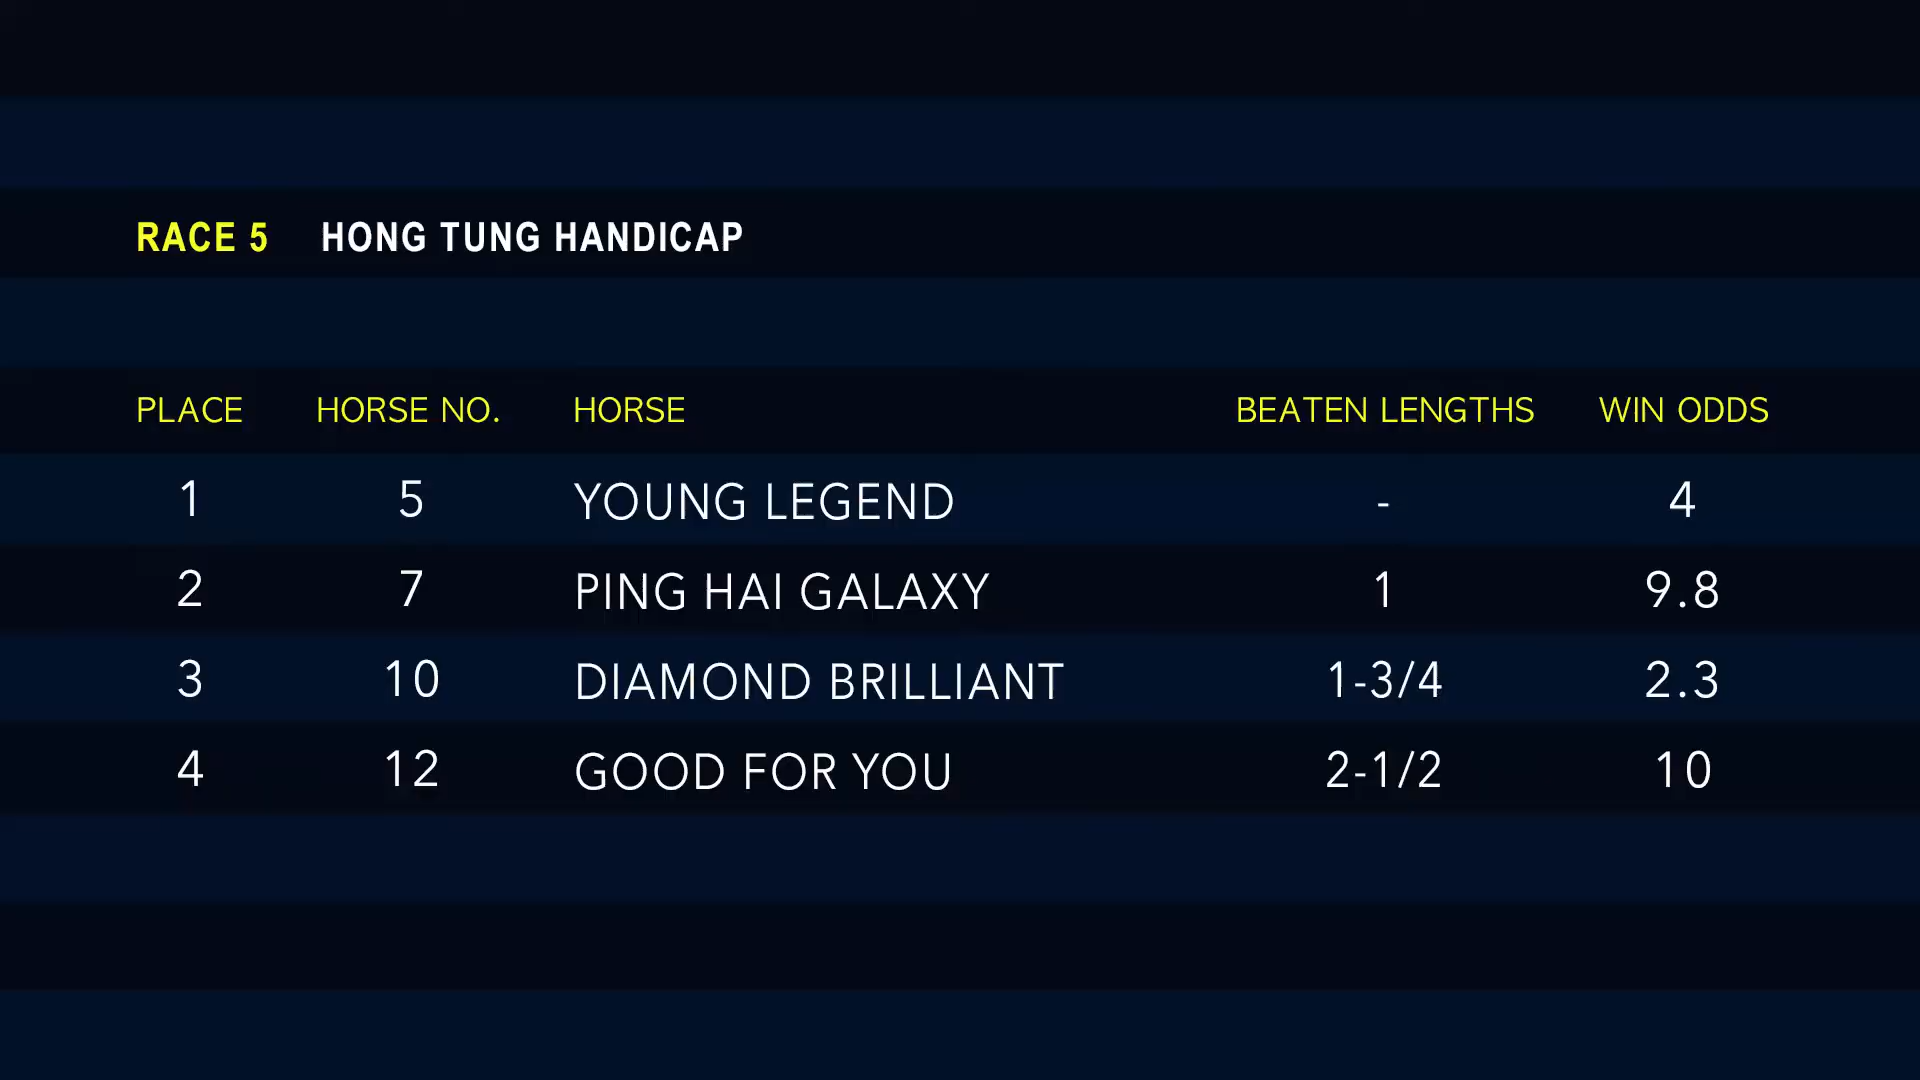 RACE 5 HONG TUNG HANDICAP
PLACE HORSE NO. HORSE BEATEN LENGTHS WIN ODDS
1 5 YOUNG LEGEND - 4
2 7 PING HAI GALAXY 1 9.8
3 10 DIAMOND BRILLIANT 1-3/4 2.3
4 12 GOOD FOR YOU 2-1/2 10